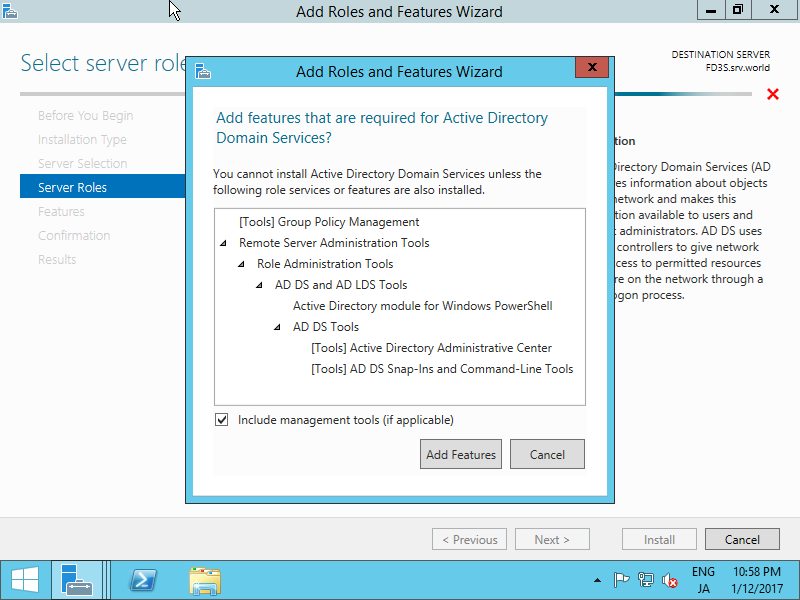 Add Roles and Features Wizard
Select server role
DESTINATION SERVER
FD3S.srv.world
Before You Begin
Installation Type
Server Selection
Server Roles
Features
Confirmation
Results
Add Roles and Features Wizard
Add features that are required for Active Directory
Domain Services?
You cannot install Active Directory Domain Services unless the
following role services or features are also installed.
[Tools] Group Policy Management
Remote Server Administration Tools
Role Administration Tools
AD DS and AD LDS Tools
Active Directory module for Windows PowerShell
AD DS Tools
[Tools] Active Directory Administrative Center
[Tools] AD DS Snap-Ins and Command-Line Tools
Include management tools (if applicable)
Add Features
Cancel
Directory Domain Services (AD
information about objects
and makes this
available to users and
administrators. AD DS uses
controllers to give network
to permitted resources
on the network through a
process.
< Previous
Next >
Install
Cancel
ENG
JA
10:58 PM
1/12/2017